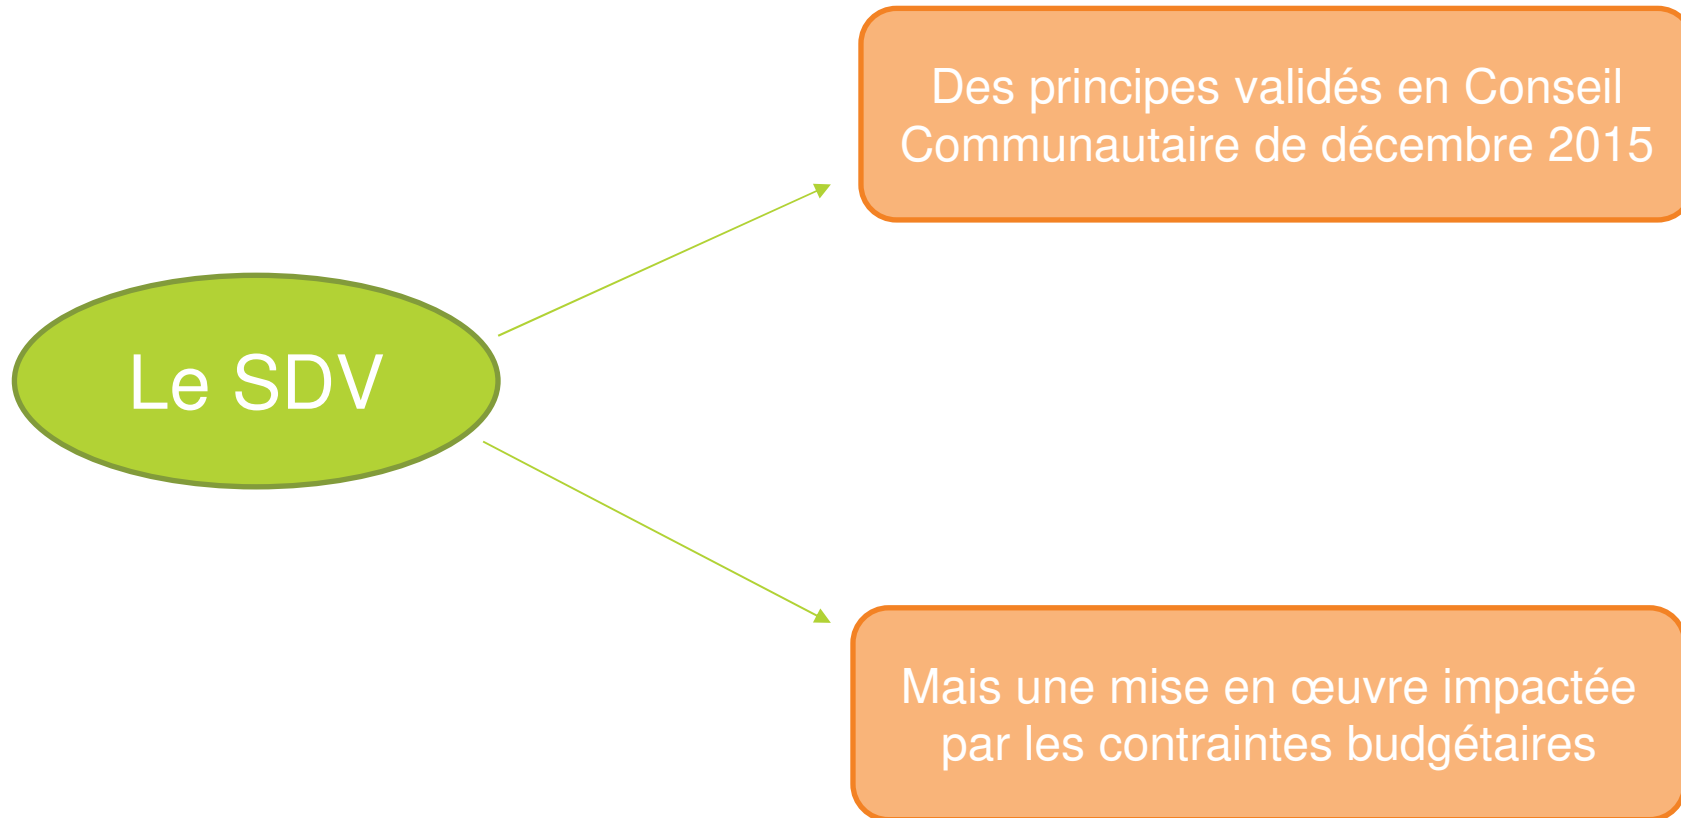 Des principes validés en Conseil
Communautaire de décembre 2015
Le SDV
Mais une mise en œuvre impactée
par les contraintes budgétaires